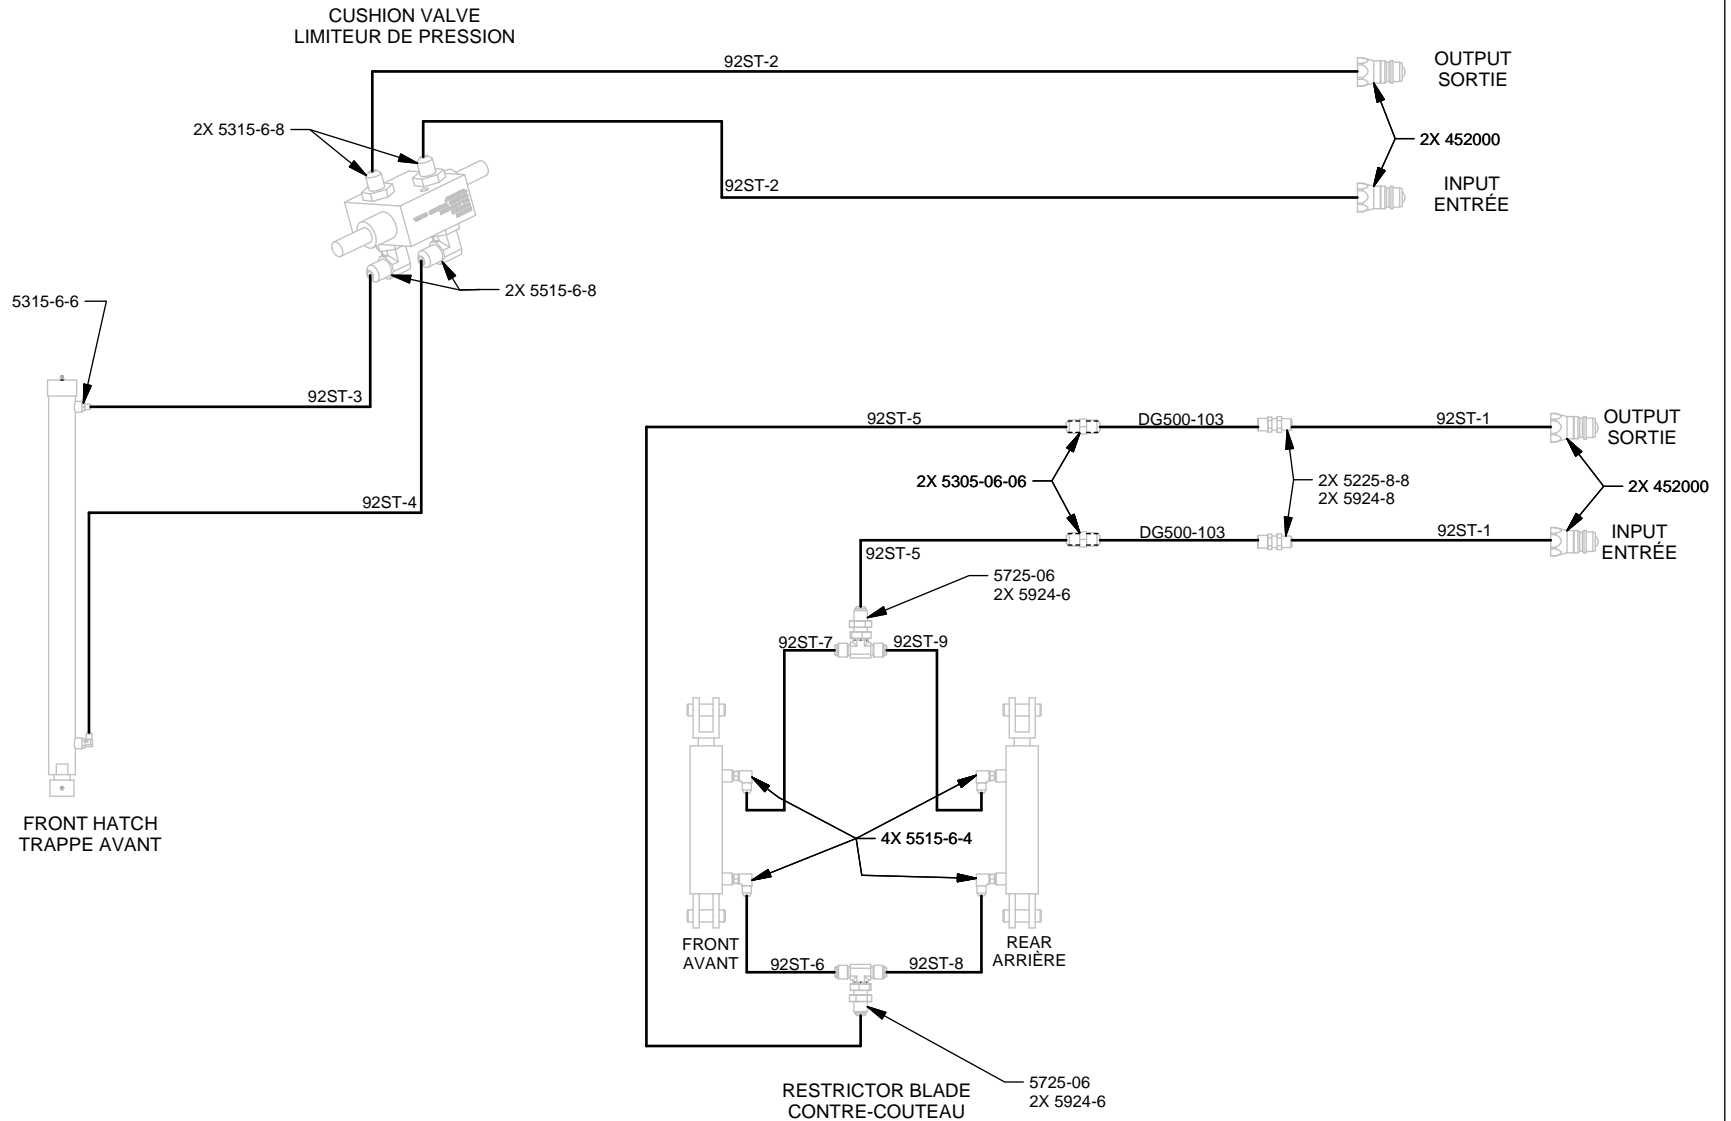 CUSHION VALVE
LIMITEUR DE PRESSION
92ST-2
OUTPUT
SORTIE
2X 5315-6-8
2X 452000
92ST-2
INPUT
ENTRÉE
2X 5515-6-8
5315-6-6
92ST-3
92ST-4
FRONT HATCH
TRAPPE AVANT
92ST-5
DG500-103
92ST-1
OUTPUT
SORTIE
2X 5305-06-06
2X 5225-8-8
2X 5924-8
2X 452000
92ST-5
DG500-103
92ST-1
INPUT
ENTRÉE
5725-06
2X 5924-6
92ST-7
92ST-9
4X 5515-6-4
FRONT
AVANT
REAR
ARRIÈRE
92ST-6
92ST-8
5725-06
2X 5924-6
RESTRICTOR BLADE
CONTRE-COUTEAU